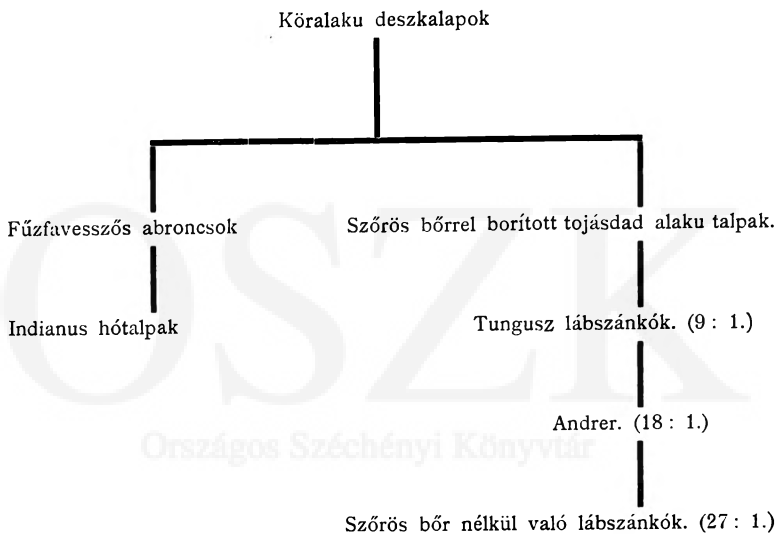 Köralaku deszkalapok
Fűzfavesszős abroncsok
Szőrös bőrrel borított tojásdad alaku talpak.
Indianus hótalpak
Tungusz lábszánkók. (9 : 1.)
Andrer. (18 : 1.)
Szőrös bőr nélkül való lábszánkók. (27 : 1.)
OSZK
Országos Széchényi Könyvtár